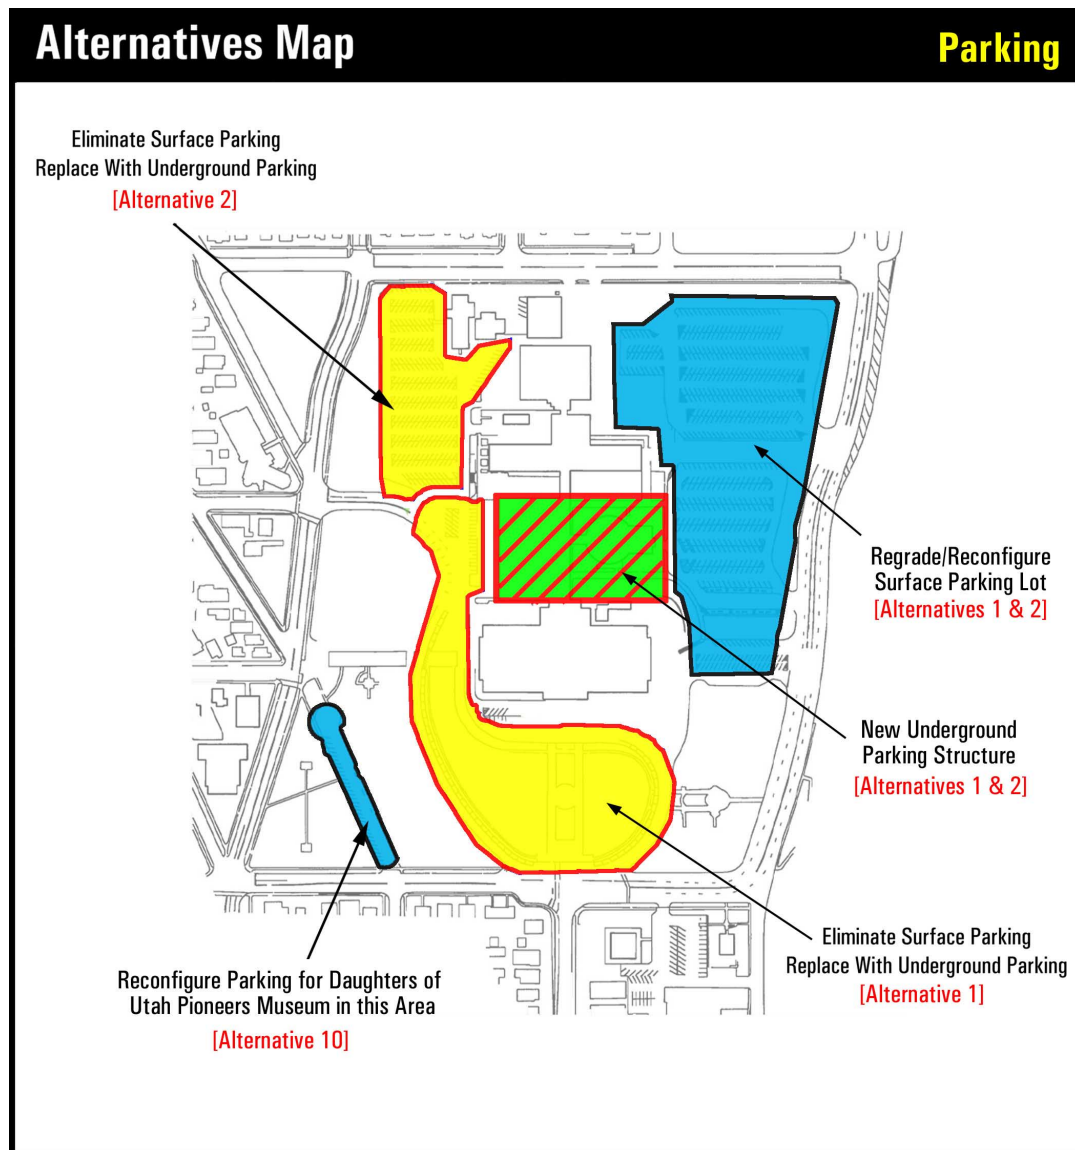 Alternatives Map
Parking
Eliminate Surface Parking
Replace With Underground Parking
[Alternative 2]
Regrade/Reconfigure
Surface Parking Lot
[Alternatives 1 & 2]
New Underground
Parking Structure
[Alternatives 1 & 2]
Eliminate Surface Parking
Replace With Underground Parking
[Alternative 1]
Reconfigure Parking for Daughters of
Utah Pioneers Museum in this Area
[Alternative 10]